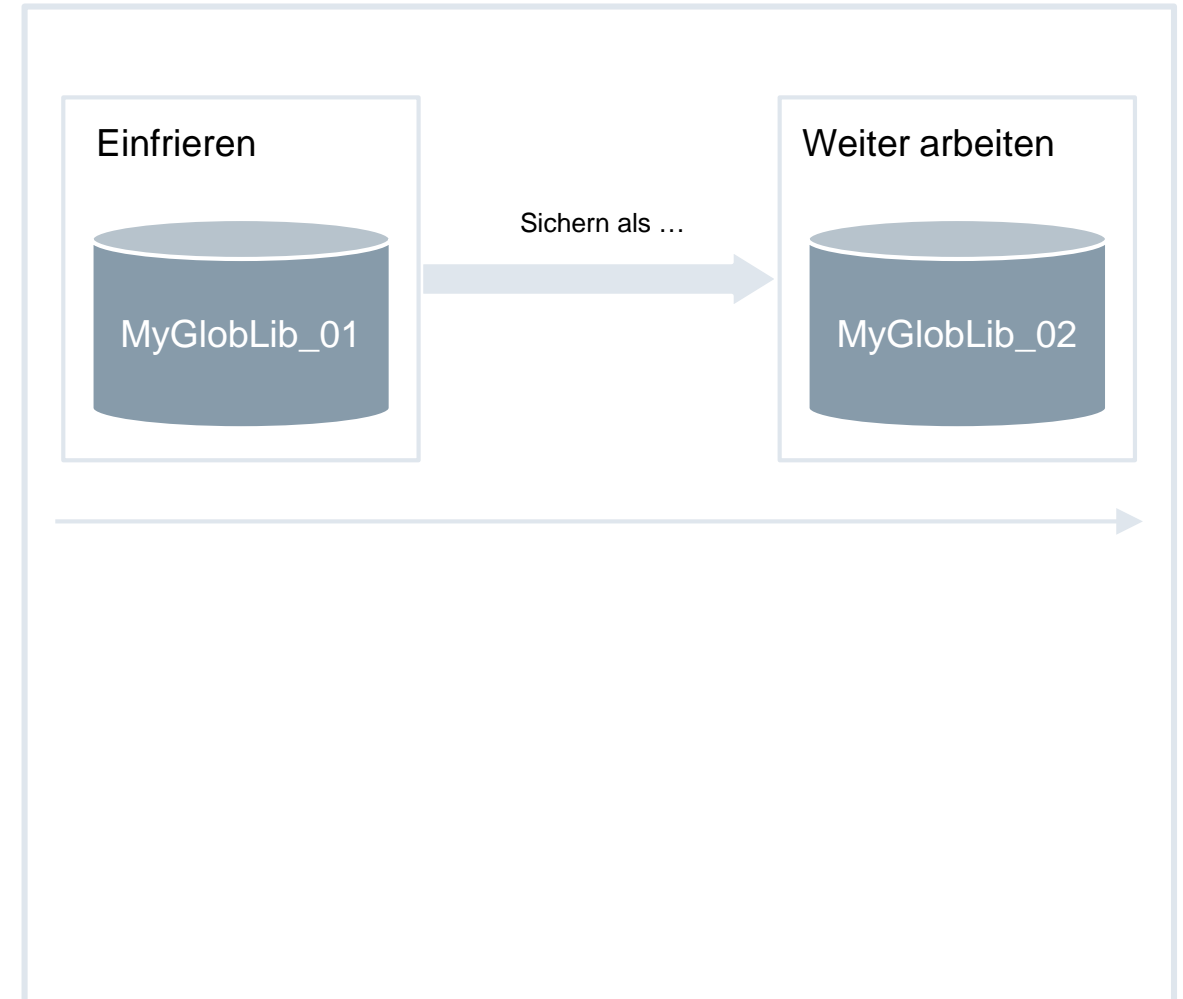 Einfrieren
Weiter arbeiten
Sichern als …
MyGlobLib_01
MyGlobLib_02